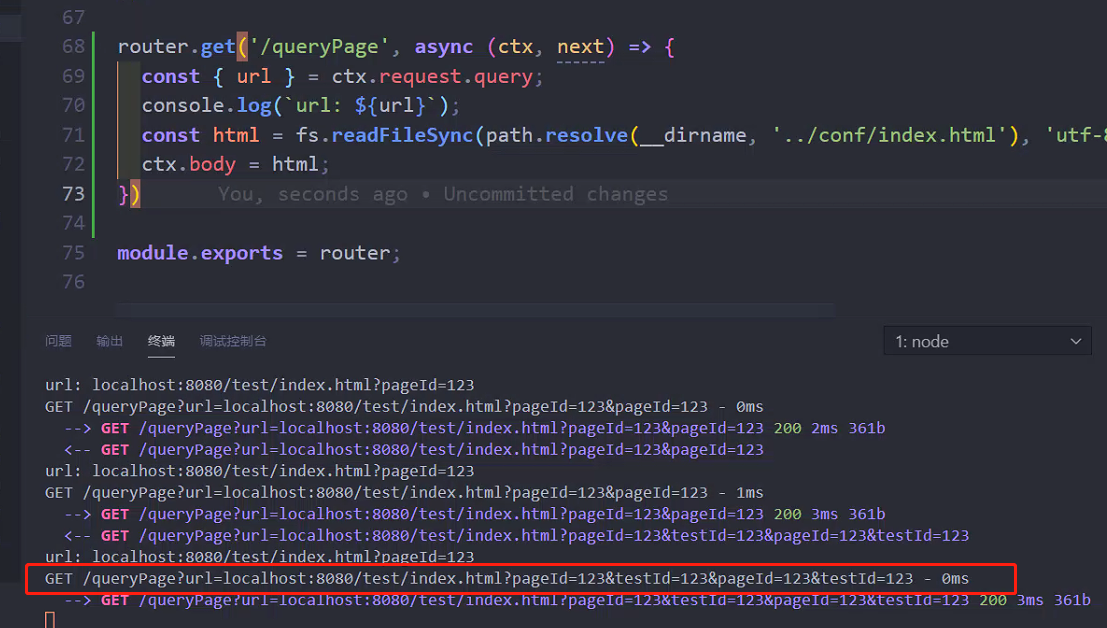 67
68 router.get('/queryPage', async (ctx, next) => {
69 const { url } = ctx.request.query;
70 console.log(`url: ${url}`);
71 const html = fs.readFileSync(path.resolve(__dirname, '../conf/index.html'), 'utf-8
72 ctx.body = html;
73 }) You, seconds ago • Uncommitted changes
74
75 module.exports = router;
76
问题 输出 终端 调试控制台 1: node
url: localhost:8080/test/index.html?pageId=123
GET /queryPage?url=localhost:8080/test/index.html?pageId=123&pageId=123 - 0ms
--> GET /queryPage?url=localhost:8080/test/index.html?pageId=123&pageId=123 200 2ms 361b
<-- GET /queryPage?url=localhost:8080/test/index.html?pageId=123&pageId=123
url: localhost:8080/test/index.html?pageId=123
GET /queryPage?url=localhost:8080/test/index.html?pageId=123&pageId=123 - 1ms
--> GET /queryPage?url=localhost:8080/test/index.html?pageId=123&pageId=123 200 3ms 361b
<-- GET /queryPage?url=localhost:8080/test/index.html?pageId=123&testId=123&pageId=123&testId=123
url: localhost:8080/test/index.html?pageId=123
GET /queryPage?url=localhost:8080/test/index.html?pageId=123&testId=123&pageId=123&testId=123 - 0ms
--> GET /queryPage?url=localhost:8080/test/index.html?pageId=123&testId=123&pageId=123&testId=123 200 3ms 361b